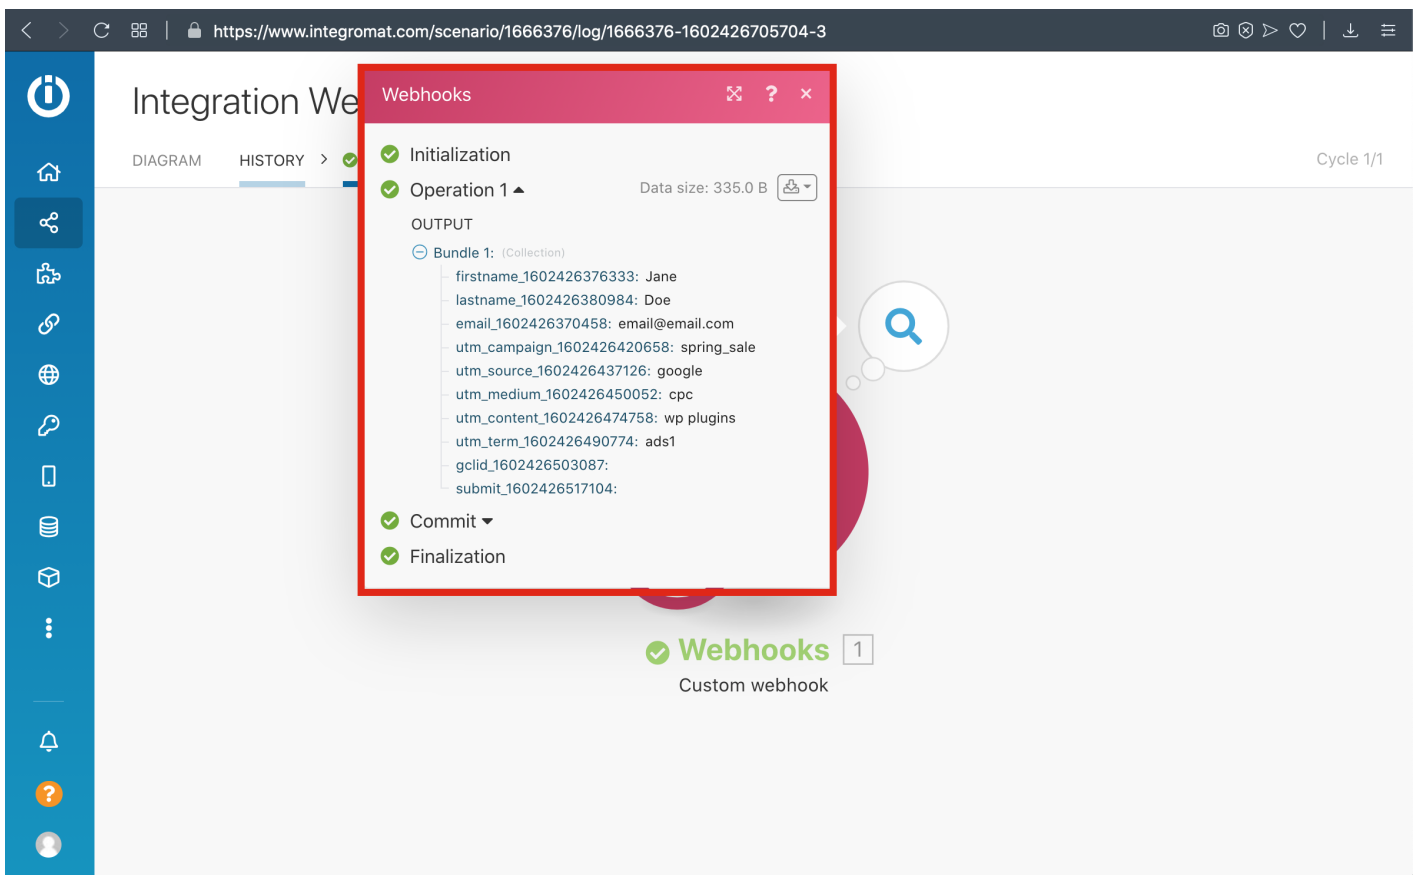 https://www.integromat.com/scenario/1666376/log/1666376-1602426705704-3
Integration We
DIAGRAM HISTORY >
Cycle 1/1
Webhooks ? ×
Initialization
Operation 1 Data size: 335.0 B
OUTPUT
Bundle 1: (Collection)
firstname_1602426376333: Jane
lastname_1602426380984: Doe
email_1602426370458: email@email.com
utm_campaign_1602426420658: spring_sale
utm_source_1602426437126: google
utm_medium_1602426450052: cpc
utm_content_1602426474758: wp plugins
utm_term_1602426490774: ads1
gclid_1602426503087:
submit_1602426517104:
Commit
Finalization
Webhooks 1
Custom webhook
?